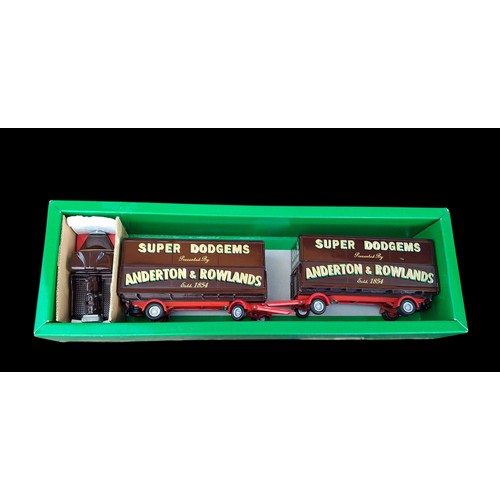 SUPER DODGEMS
Presented By
ANDERTON & ROWLANDS
Estd. 1854
SUPER DODGEMS
Presented By
ANDERTON & ROWLANDS
Estd. 1854